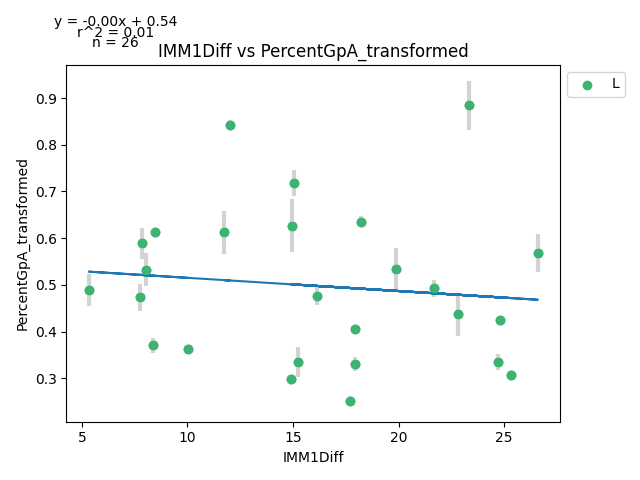 y = -0.00x + 0.54
r^2 = 0.01
n = 26
IMM1Diff vs PercentGpA_transformed
L
PercentGpA_transformed
0.9
0.8
0.7
0.6
0.5
0.4
0.3
5 10 15 20 25
IMM1Diff